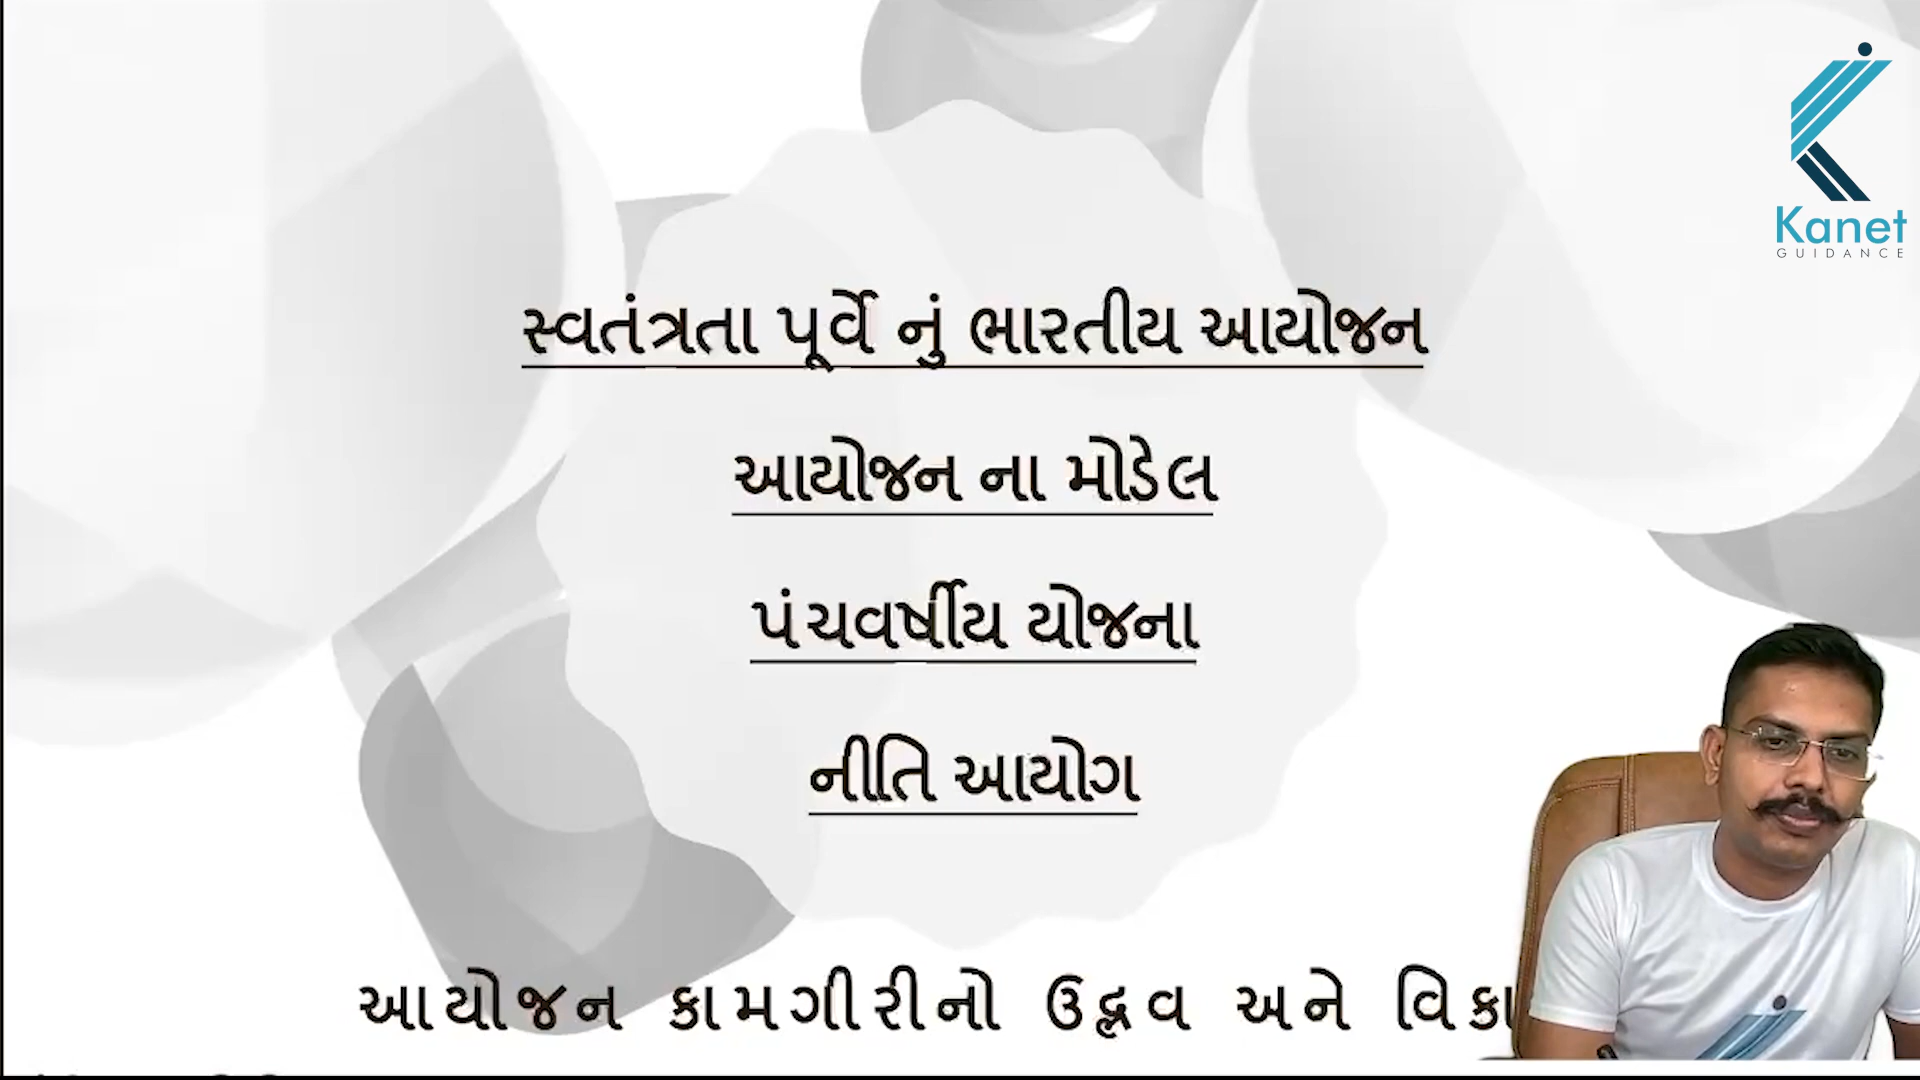 Kanet
GUIDANCE
સ્વતંત્રતા પૂર્વે નું ભારતીય આયોજન
આયોજન ના મોડેલ
પંચવર્ષીય યોજના
નીતિ આયોગ
આયોજન કામગીરીનો ઉદ્ભવ અને